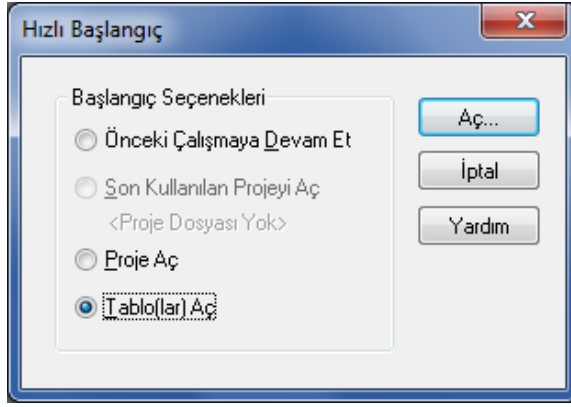 Hızlı Başlangıç
Başlangıç Seçenekleri
Önceki Çalışmaya Devam Et
Son Kullanılan Projeyi Aç
<Proje Dosyası Yok>
Proje Aç
Tablo(lar) Aç
Aç...
İptal
Yardım